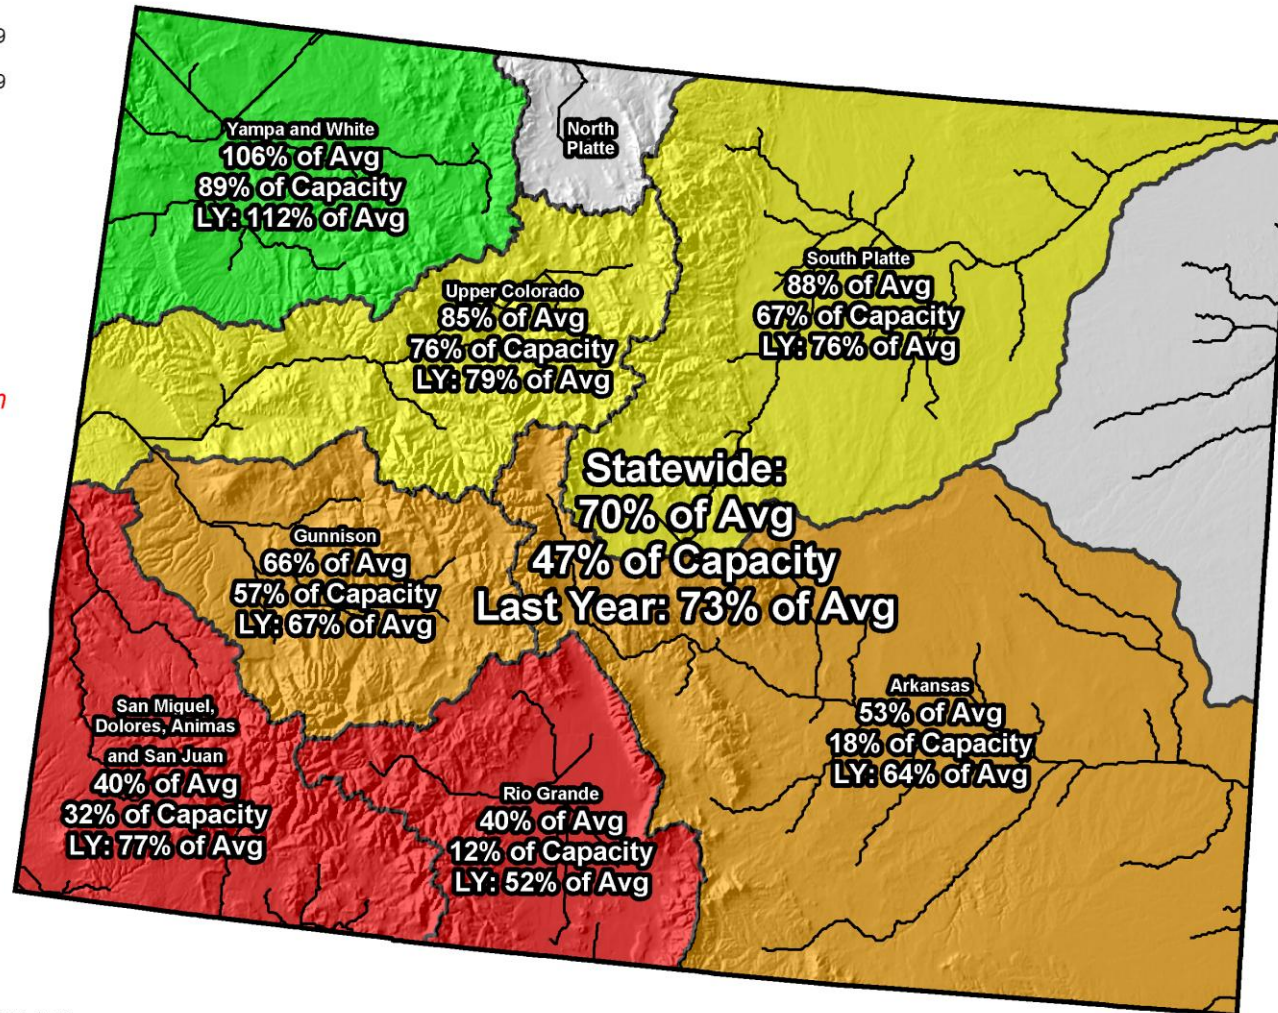 9
9
n
Yampa and White
106% of Avg
89% of Capacity
LY: 112% of Avg
North
Platte
South Platte
88% of Avg
67% of Capacity
LY: 76% of Avg
Upper Colorado
85% of Avg
76% of Capacity
LY: 79% of Avg
Statewide:
70% of Avg
47% of Capacity
Last Year: 73% of Avg
Gunnison
66% of Avg
57% of Capacity
LY: 67% of Avg
San Miquel,
Dolores, Animas
and San Juan
40% of Avg
32% of Capacity
LY: 77% of Avg
Rio Grande
40% of Avg
12% of Capacity
LY: 52% of Avg
Arkansas
53% of Avg
18% of Capacity
LY: 64% of Avg